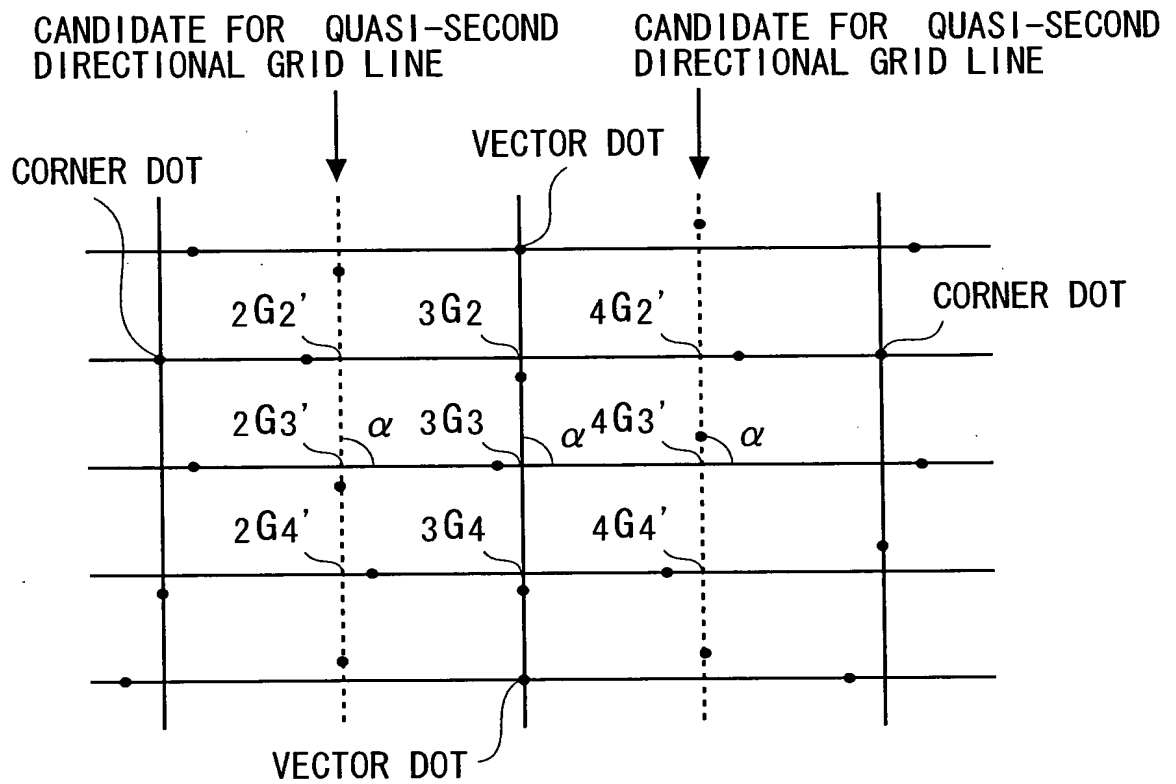 CANDIDATE FOR QUASI-SECOND
DIRECTIONAL GRID LINE
CANDIDATE FOR QUASI-SECOND
DIRECTIONAL GRID LINE
VECTOR DOT
CORNER DOT
CORNER DOT
2G2'
3G2
4G2'
2G3'
α
3G3
α
4G3'
α
2G4'
3G4
4G4'
VECTOR DOT